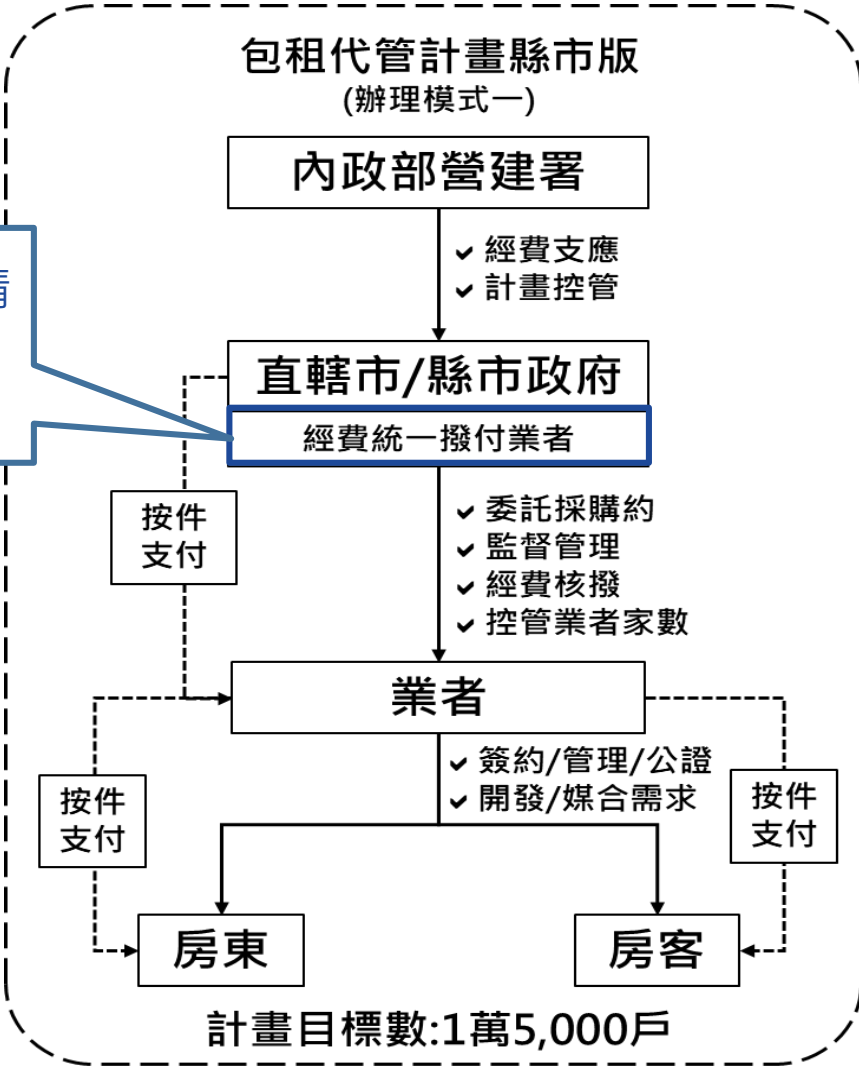 包租代管計畫縣市版
(辦理模式一)
內政部營建署
經費支應
計畫控管
直轄市/縣市政府
經費統一撥付業者
按件
支付
委託採購約
監督管理
經費核撥
控管業者家數
業者
簽約/管理/公證
開發/媒合需求
按件
支付
按件
支付
房東
房客
計畫目標數:1萬5,000戶